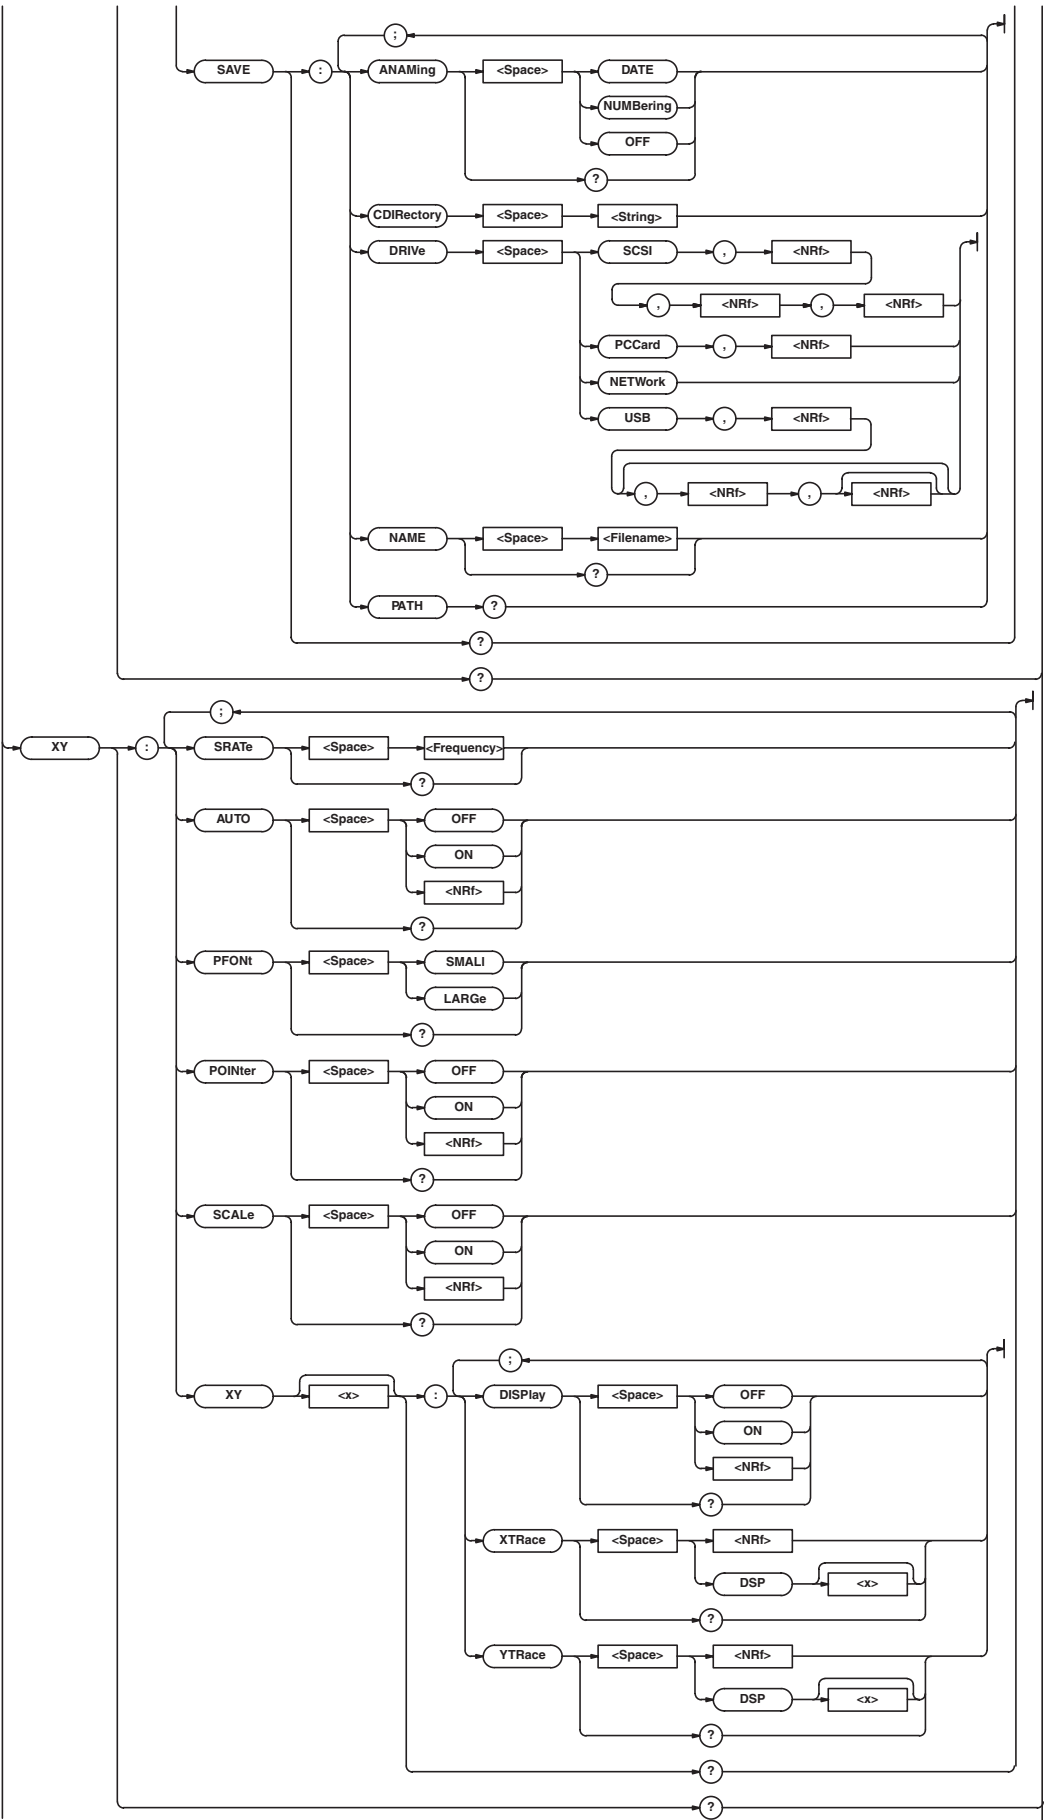 ;
SAVE : ANAMing <Space> DATE
NUMBering
OFF
?
CDIRectory <Space> <String>
DRIVe <Space> SCSI , <NRf>
, <NRf> , <NRf>
PCCard , <NRf>
NETWork
USB , <NRf>
, <NRf> , <NRf>
NAME <Space> <Filename>
?
PATH ?
?
?
;
XY : SRATe <Space> <Frequency>
?
AUTO <Space> OFF
ON
<NRf>
?
PFONt <Space> SMALl
LARGe
?
POINter <Space> OFF
ON
<NRf>
?
SCALe <Space> OFF
ON
<NRf>
?
;
XY <x> : DISPlay <Space> OFF
ON
<NRf>
?
XTRace <Space> <NRf>
DSP <x>
?
YTRace <Space> <NRf>
DSP <x>
?
?
?